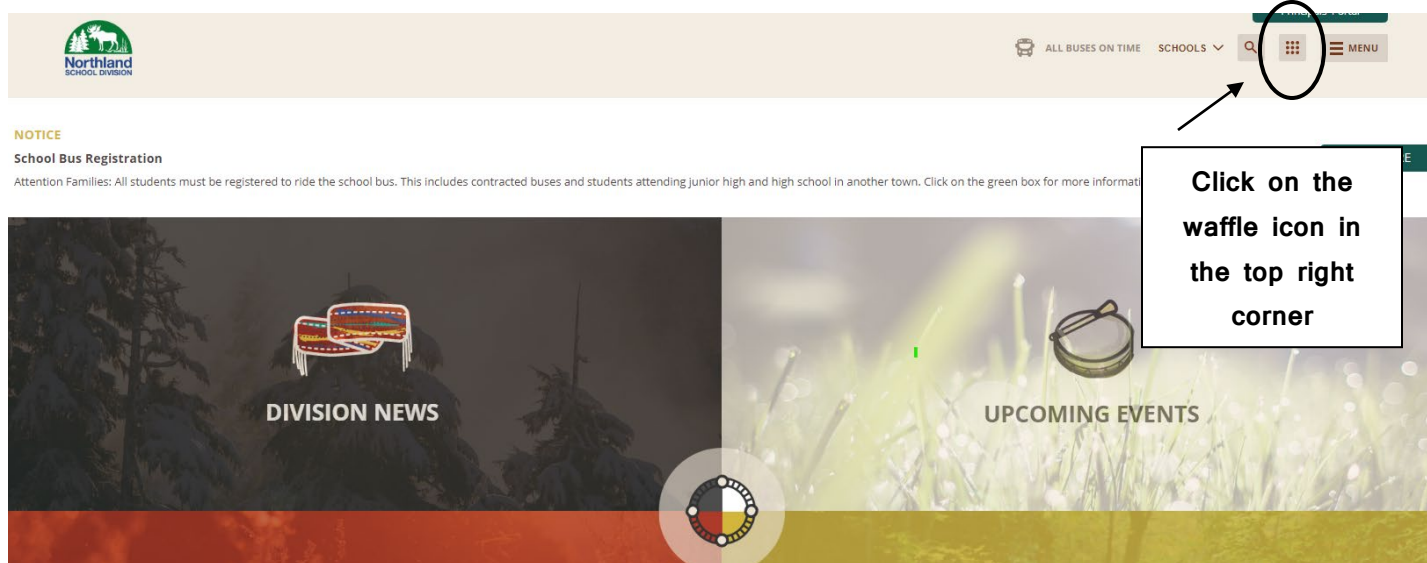 Northland
SCHOOL DIVISION
ALL BUSES ON TIME
SCHOOLS
MENU
NOTICE
School Bus Registration
Attention Families: All students must be registered to ride the school bus. This includes contracted buses and students attending junior high and high school in another town. Click on the green box for more
Click on the
waffle icon in
the top right
corner
DIVISION NEWS
UPCOMING EVENTS